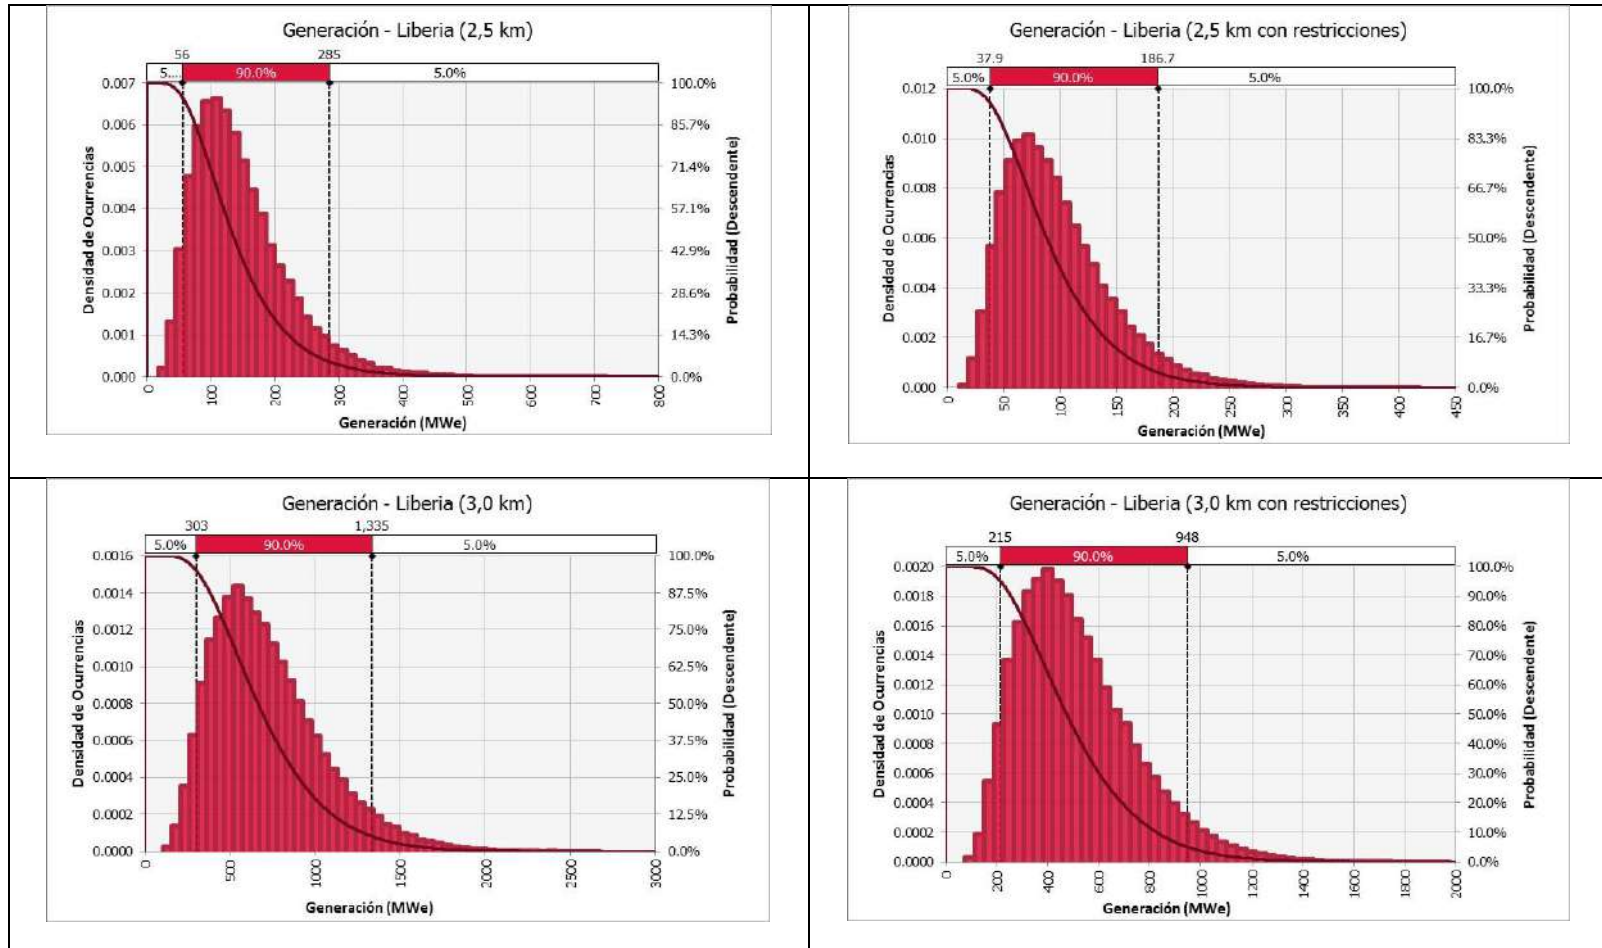 Generación - Liberia (2,5 km)
56 285
5.... 90.0% 5.0%
0.007 100.0%
0.006 85.7%
0.005 71.4%
0.004 57.1%
0.003 42.9%
0.002 28.6%
0.001 14.3%
0.000 0.0%
Densidad de Ocurrencias
Probabilidad (Descendente)
0 100 200 300 400 500 600 700 800
Generación (MWe)
Generación - Liberia (2,5 km con restricciones)
37.9 186.7
5.0% 90.0% 5.0%
0.012 100.0%
0.010 83.3%
0.008 66.7%
0.006 50.0%
0.004 33.3%
0.002 16.7%
0.000 0.0%
Densidad de Ocurrencias
Probabilidad (Descendente)
0 50 100 150 200 250 300 350 400 450
Generación (MWe)
Generación - Liberia (3,0 km)
303 1,335
5.0% 90.0% 5.0%
0.0016 100.0%
0.0014 87.5%
0.0012 75.0%
0.0010 62.5%
0.0008 50.0%
0.0006 37.5%
0.0004 25.0%
0.0002 12.5%
0.0000 0.0%
Densidad de Ocurrencias
Probabilidad (Descendente)
0 500 1000 1500 2000 2500 3000
Generación (MWe)
Generación - Liberia (3,0 km con restricciones)
215 948
5.0% 90.0% 5.0%
0.0020 100.0%
0.0018 90.0%
0.0016 80.0%
0.0014 70.0%
0.0012 60.0%
0.0010 50.0%
0.0008 40.0%
0.0006 30.0%
0.0004 20.0%
0.0002 10.0%
0.0000 0.0%
Densidad de Ocurrencias
Probabilidad (Descendente)
0 200 400 600 800 1000 1200 1400 1600 1800 2000
Generación (MWe)